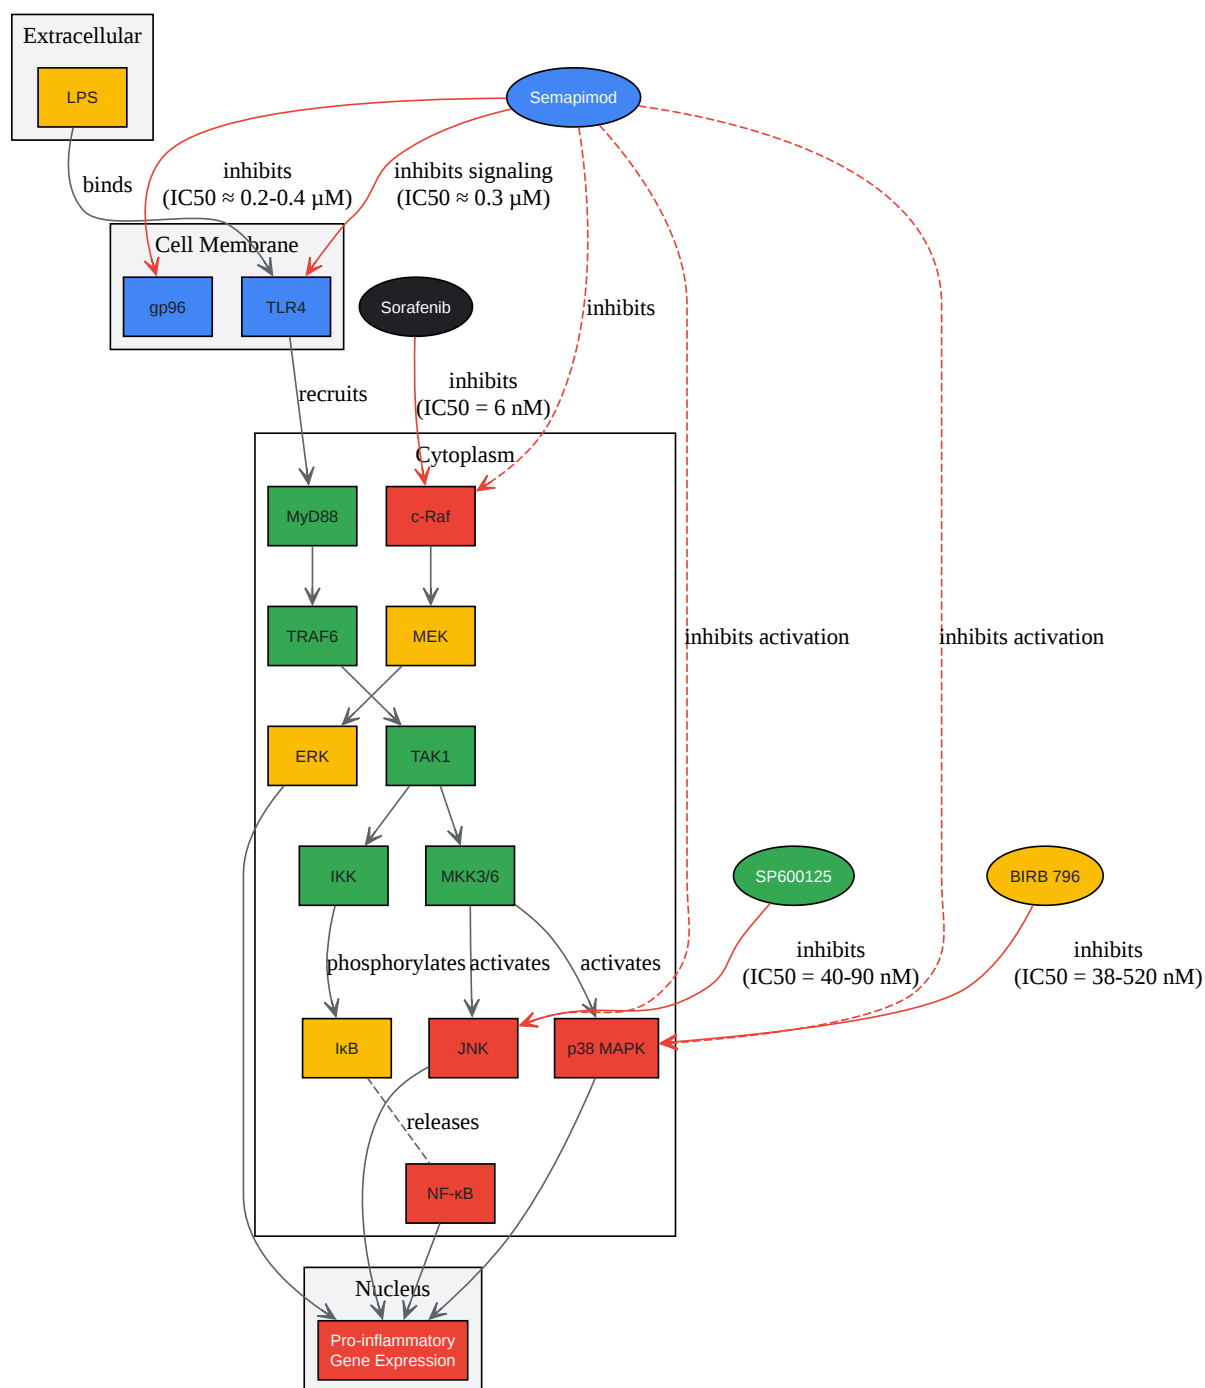 Extracellular
LPS
Semapimod
binds
inhibits
(IC50 ≈ 0.2-0.4 µM)
inhibits signaling
(IC50 ≈ 0.3 µM)
Cell Membrane
gp96
TLR4
Sorafenib
inhibits
inhibits
(IC50 = 6 nM)
recruits
Cytoplasm
MyD88
c-Raf
TRAF6
MEK
inhibits activation
inhibits activation
ERK
TAK1
IKK
MKK3/6
SP600125
BIRB 796
phosphorylates
activates
activates
inhibits
(IC50 = 40-90 nM)
inhibits
(IC50 = 38-520 nM)
IκB
JNK
p38 MAPK
releases
NF-κB
Nucleus
Pro-inflammatory
Gene Expression